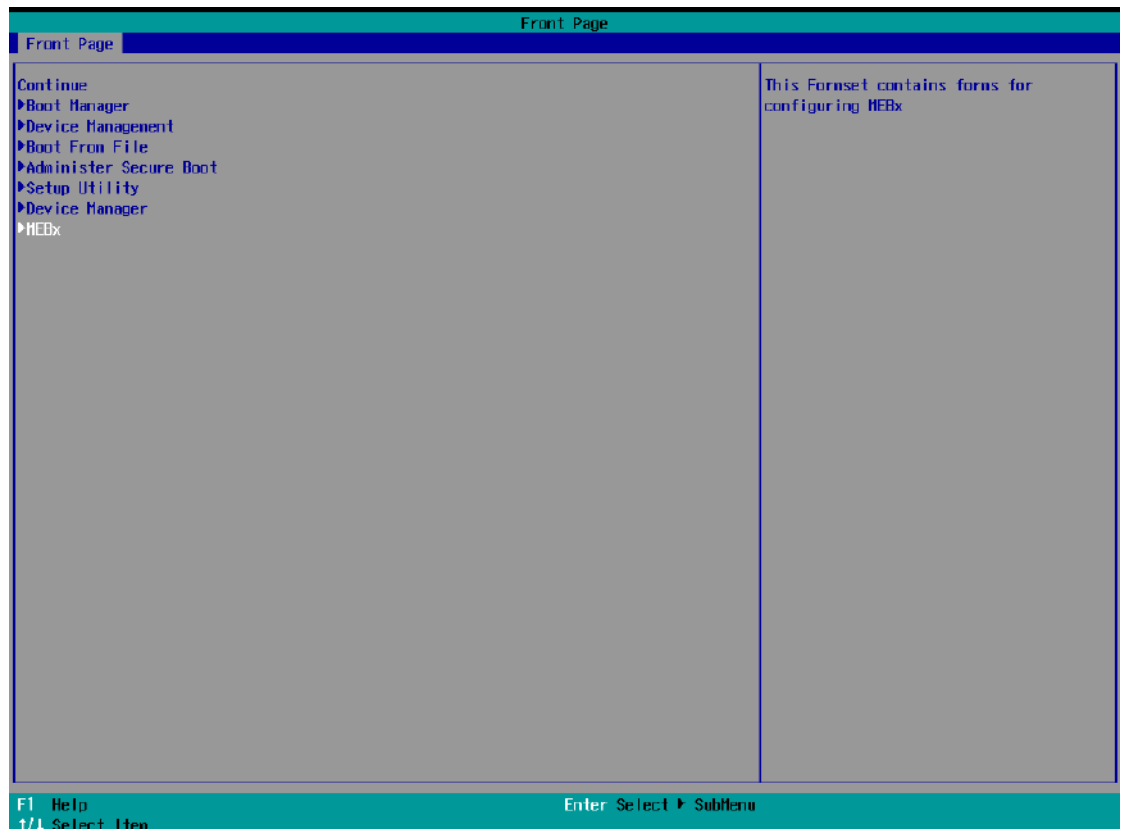 Front Page
Front Page
Continue
▶Boot Manager
▶Device Management
▶Boot From File
▶Administer Secure Boot
▶Setup Utility
▶Device Manager
▶MEBx
This Formset contains forms for
configuring MEBx
F1 Help
Enter Select ▶ SubMenu
↑/↓ Select Item